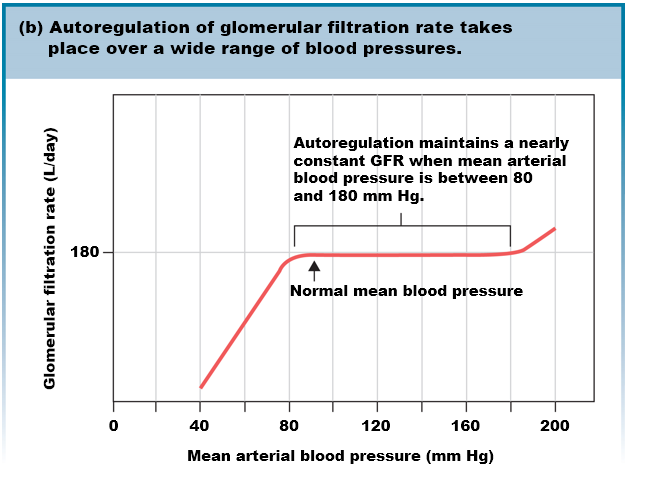 (b) Autoregulation of glomerular filtration rate takes
place over a wide range of blood pressures.
Glomerular filtration rate (L/day)
Autoregulation maintains a nearly
constant GFR when mean arterial
blood pressure is between 80
and 180 mm Hg.
180
Normal mean blood pressure
0 40 80 120 160 200
Mean arterial blood pressure (mm Hg)